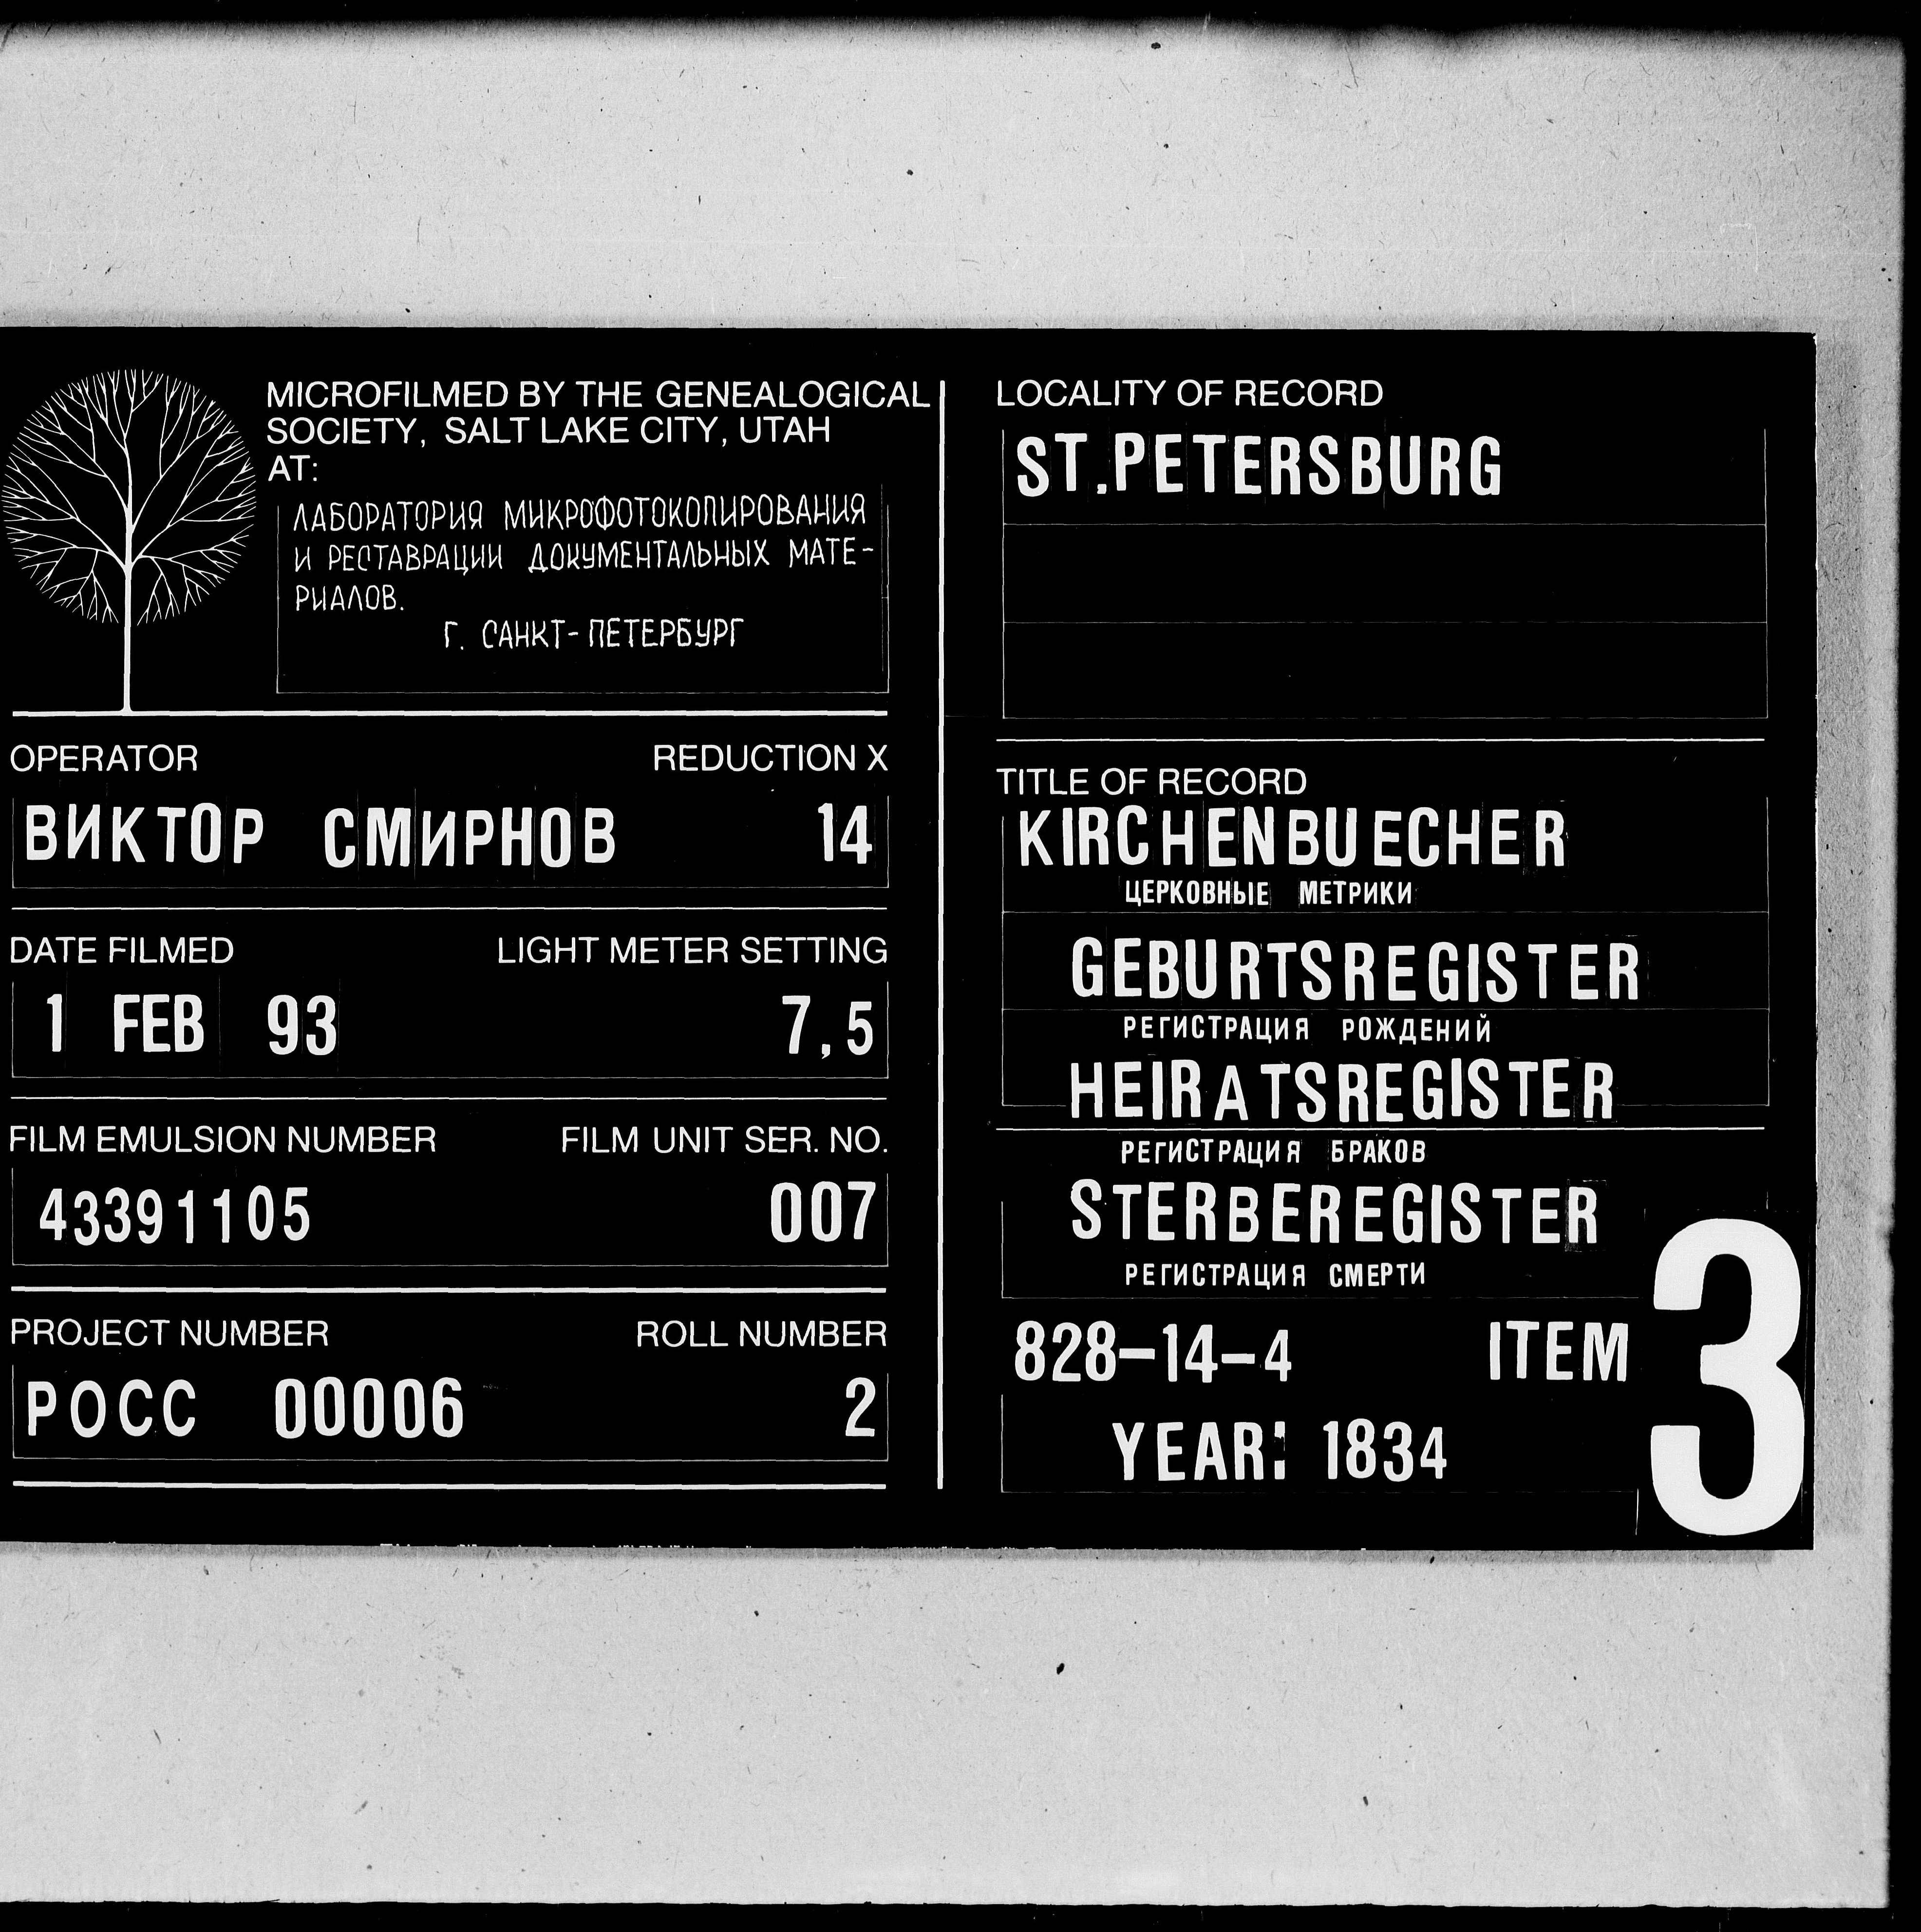 MICROFILMED BY THE GENEALOGICAL
SOCIETY, SALT LAKE CITY, UTAH
AT:
ЛАБОРАТОРИЯ МИКРОФОТОКОПИРОВАНИЯ
И РЕСТАВРАЦИИ ДОКУМЕНТАЛЬНЫХ МАТЕ-
РИАЛОВ.
Г. САНКТ-ПЕТЕРБУРГ
OPERATOR REDUCTION X
ВИКТОР СМИРНОВ 14
DATE FILMED LIGHT METER SETTING
1 FEB 93 7,5
FILM EMULSION NUMBER FILM UNIT SER. NO.
43391105 007
PROJECT NUMBER ROLL NUMBER
РОСС 00006 2
LOCALITY OF RECORD
ST.PETERSBURG
TITLE OF RECORD
KIRCHENBUECHER
ЦЕРКОВНЫЕ МЕТРИКИ
GEBURTSREGISTER
РЕГИСТРАЦИЯ РОЖДЕНИЙ
HEIRATSREGISTER
РЕГИСТРАЦИЯ БРАКОВ
STERBEREGISTER
РЕГИСТРАЦИЯ СМЕРТИ
828-14-4 ITEM 3
YEAR: 1834